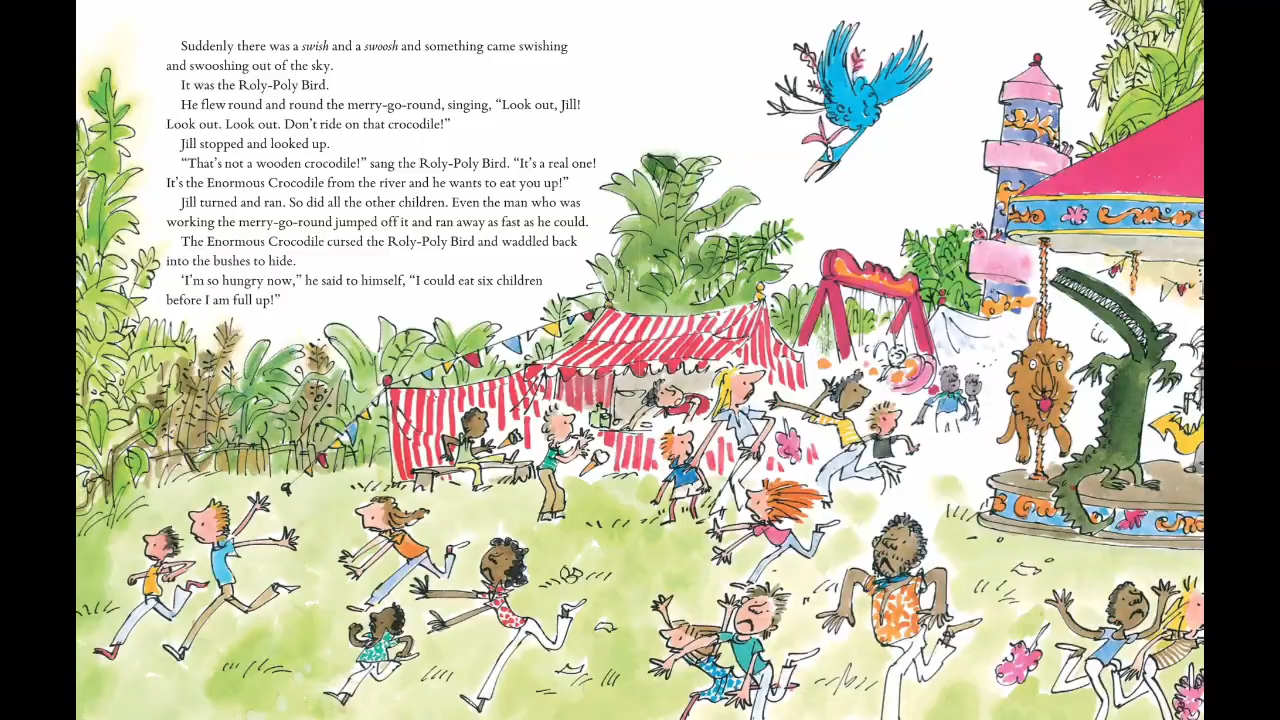 Suddenly there was a swish and a swoosh and something came swishing
and swooshing out of the sky.
It was the Roly-Poly Bird.
He flew round and round the merry-go-round, singing, “Look out, Jill!
Look out. Look out. Don’t ride on that crocodile!”
Jill stopped and looked up.
“That’s not a wooden crocodile!” sang the Roly-Poly Bird. “It’s a real one!
It’s the Enormous Crocodile from the river and he wants to eat you up!”
Jill turned and ran. So did all the other children. Even the man who was
working the merry-go-round jumped off it and ran away as fast as he could.
The Enormous Crocodile cursed the Roly-Poly Bird and waddled back
into the bushes to hide.
‘I’m so hungry now,” he said to himself, “I could eat six children
before I am full up!”